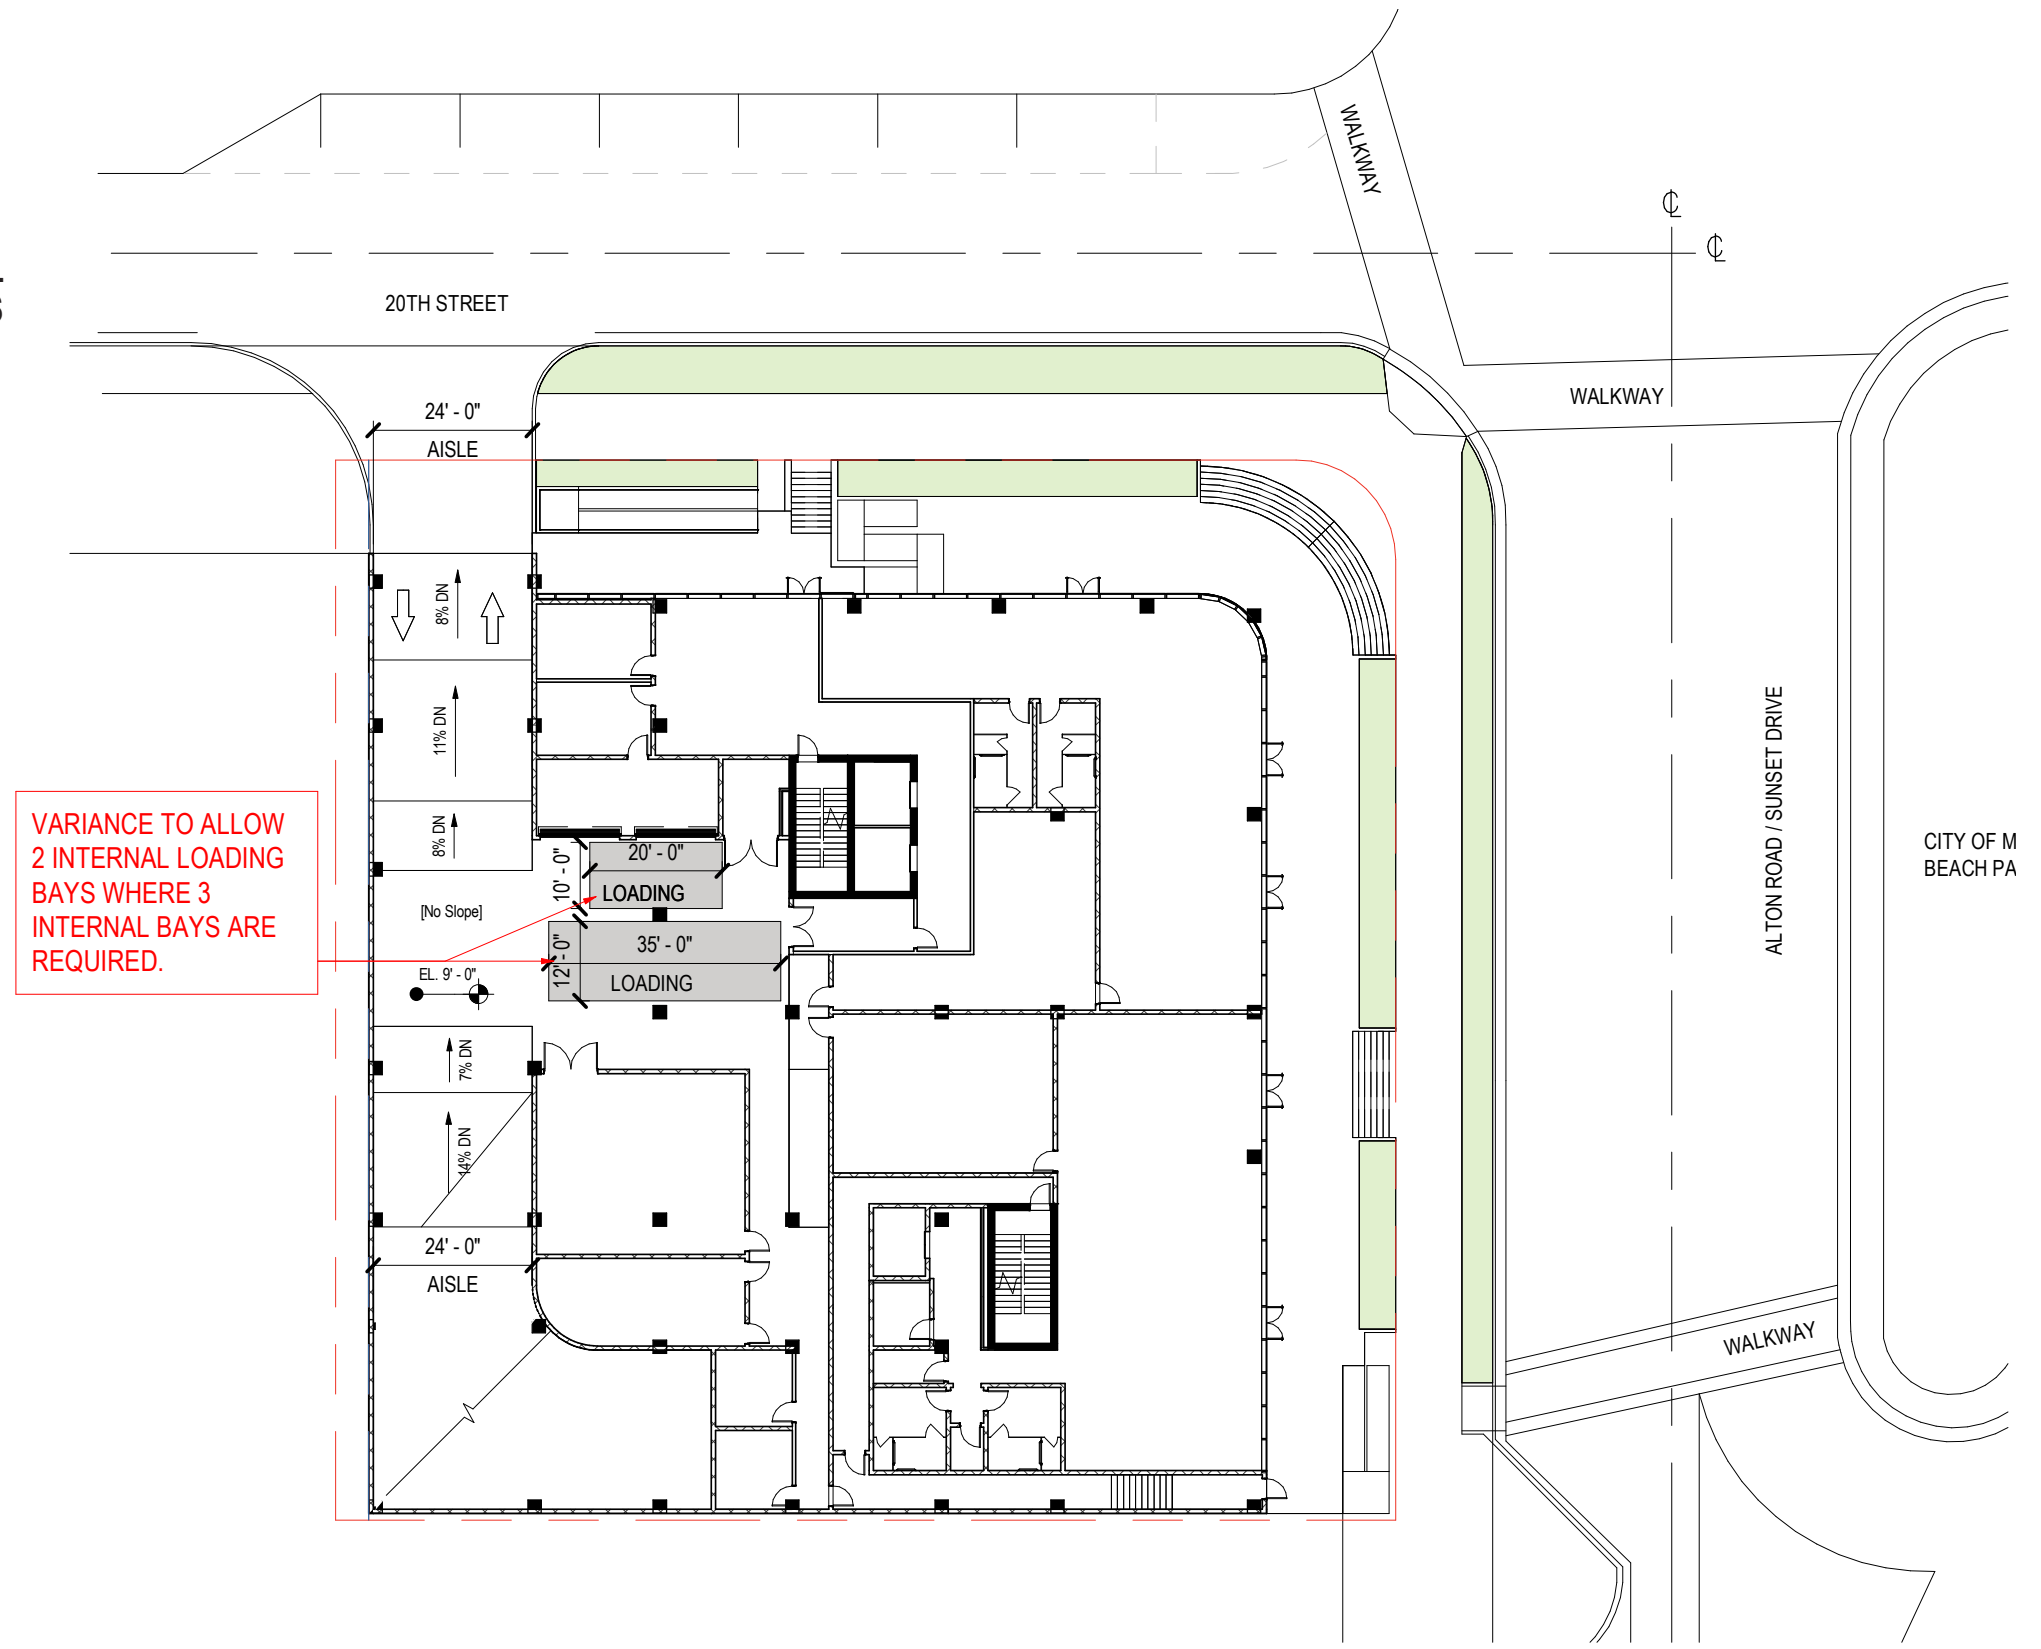 WALKWAY
℄
℄
20TH STREET
WALKWAY
24' - 0"
AISLE
8% DN
11% DN
8% DN
ALTON ROAD / SUNSET DRIVE
VARIANCE TO ALLOW
2 INTERNAL LOADING
BAYS WHERE 3
INTERNAL BAYS ARE
REQUIRED.
20' - 0"
10' - 0"
LOADING
[No Slope]
35' - 0"
12' - 0"
LOADING
EL. 9' - 0"
CITY OF M
BEACH PA
7% DN
14% DN
24' - 0"
AISLE
WALKWAY